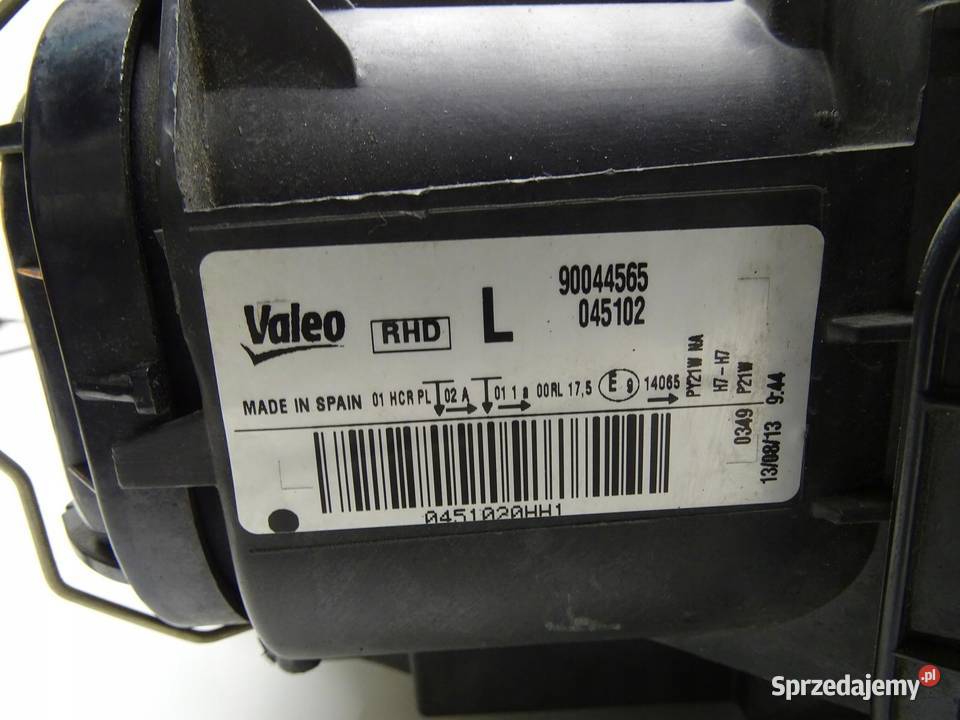 Valeo
RHD
L
90044565
045102
MADE IN SPAIN 01 HCR PL 02 A 01 1a 00RL 17,5 E 9 14065
0451020HH1
PY21W NA
H7-H7
0349 P21W
13/08/13 9:44
Sprzedajemy.pl